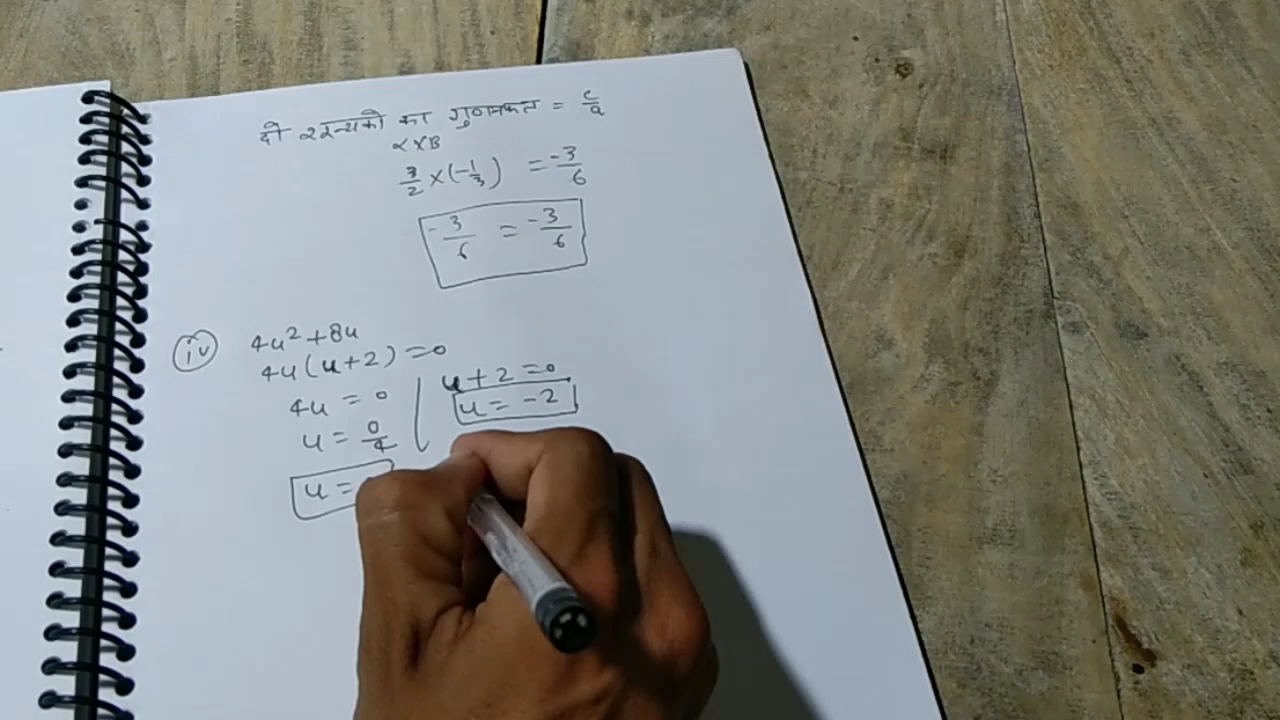 दो शून्यको का गुणनफल = c/a
α × β
3/2 × (-1/3) = -3/6
-3/6 = -3/6
iv 4u² + 8u
4u(u+2) = 0
4u = 0
u = 0/4
u =
u+2 = 0
u = -2